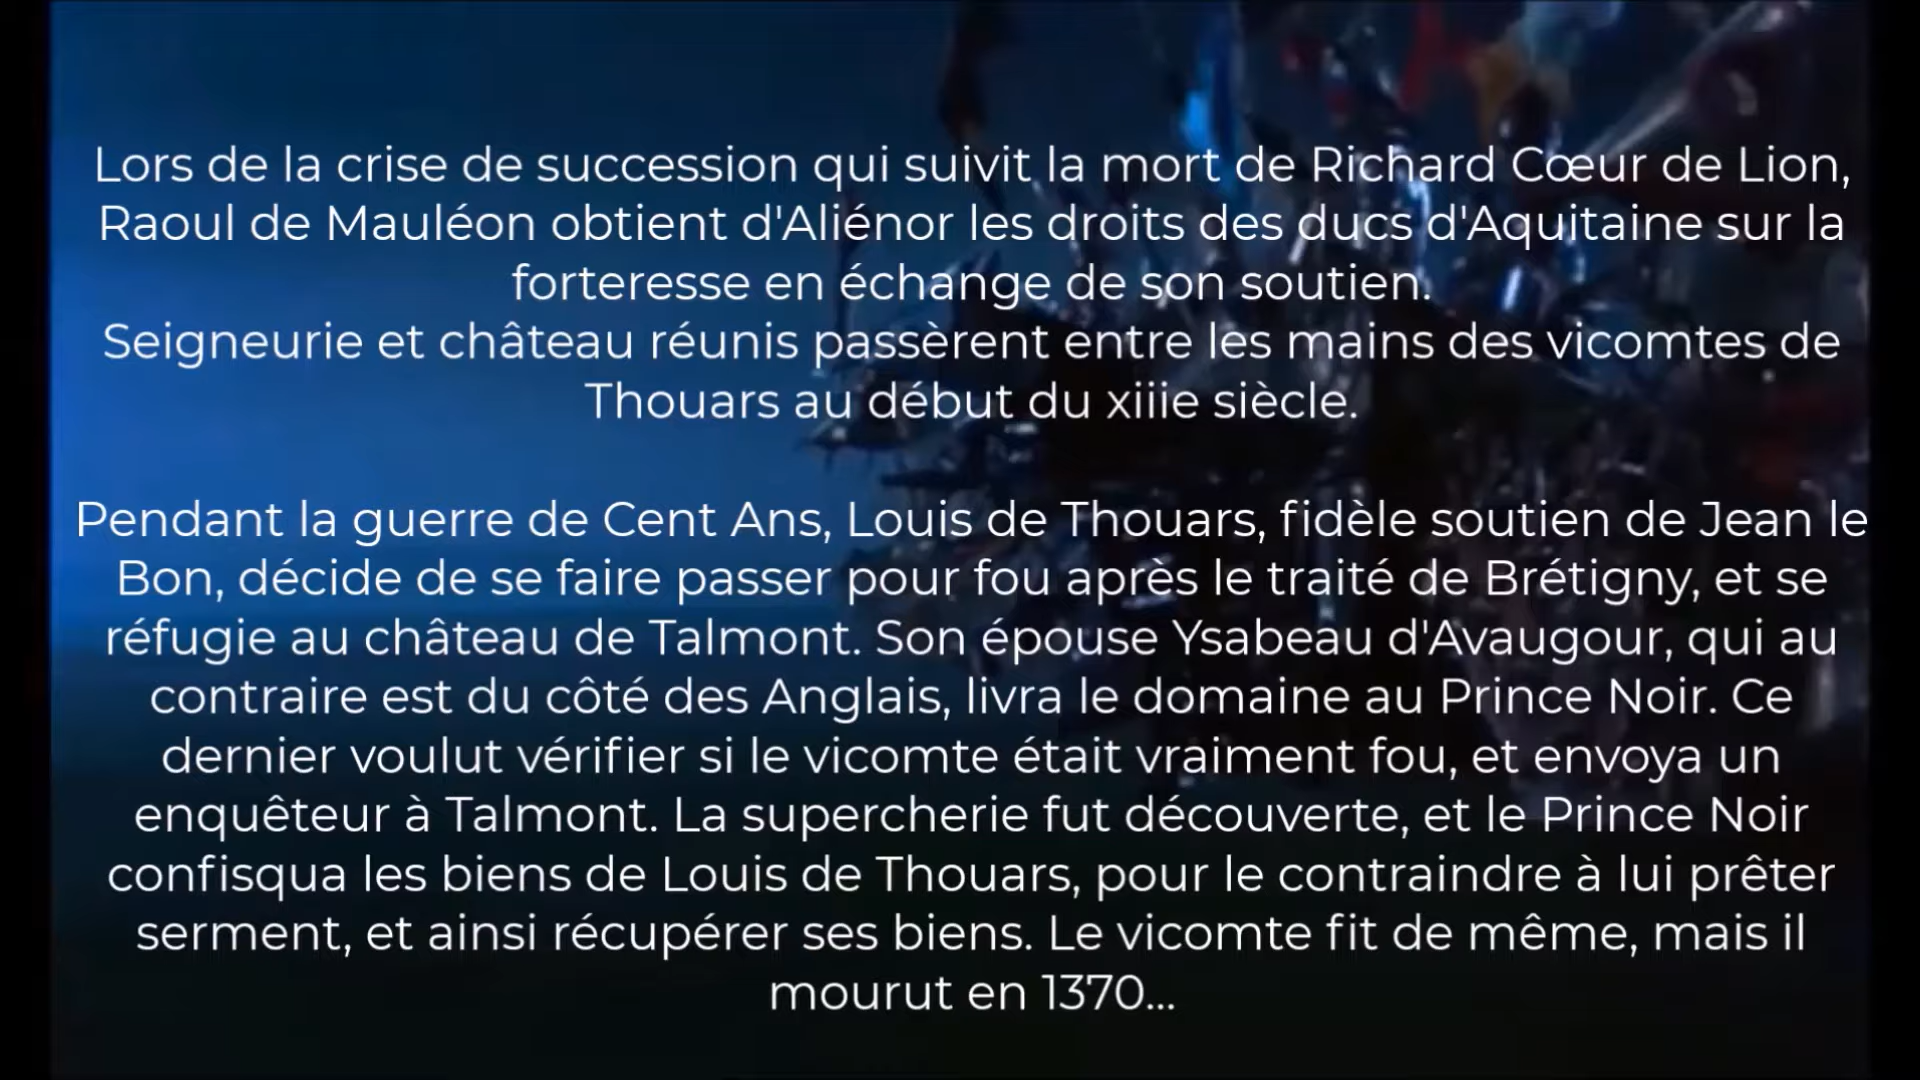 Lors de la crise de succession qui suivit la mort de Richard Cœur de Lion,
Raoul de Mauléon obtient d'Aliénor les droits des ducs d'Aquitaine sur la
forteresse en échange de son soutien.
Seigneurie et château réunis passèrent entre les mains des vicomtes de
Thouars au début du xiiie siècle.
Pendant la guerre de Cent Ans, Louis de Thouars, fidèle soutien de Jean le
Bon, décide de se faire passer pour fou après le traité de Brétigny, et se
réfugie au château de Talmont. Son épouse Ysabeau d'Avaugour, qui au
contraire est du côté des Anglais, livra le domaine au Prince Noir. Ce
dernier voulut vérifier si le vicomte était vraiment fou, et envoya un
enquêteur à Talmont. La supercherie fut découverte, et le Prince Noir
confisqua les biens de Louis de Thouars, pour le contraindre à lui prêter
serment, et ainsi récupérer ses biens. Le vicomte fit de même, mais il
mourut en 1370...